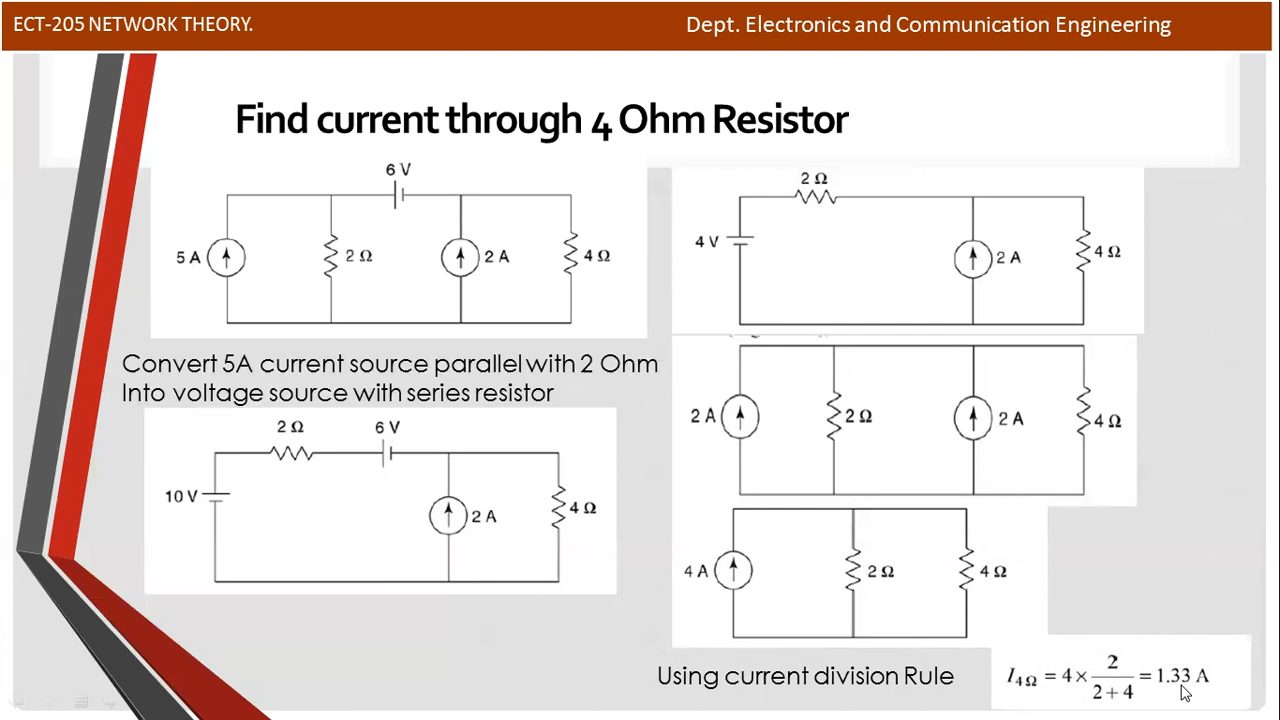 ECT-205 NETWORK THEORY.
Dept. Electronics and Communication Engineering
Find current through 4 Ohm Resistor
6 V
5 A
2 Ω
2 A
4 Ω
Convert 5A current source parallel with 2 Ohm
Into voltage source with series resistor
2 Ω
6 V
10 V
2 A
4 Ω
2 Ω
4 V
2 A
4 Ω
2 A
2 Ω
2 A
4 Ω
4 A
2 Ω
4 Ω
Using current division Rule
I4Ω = 4 × 2/(2 + 4) = 1.33 A